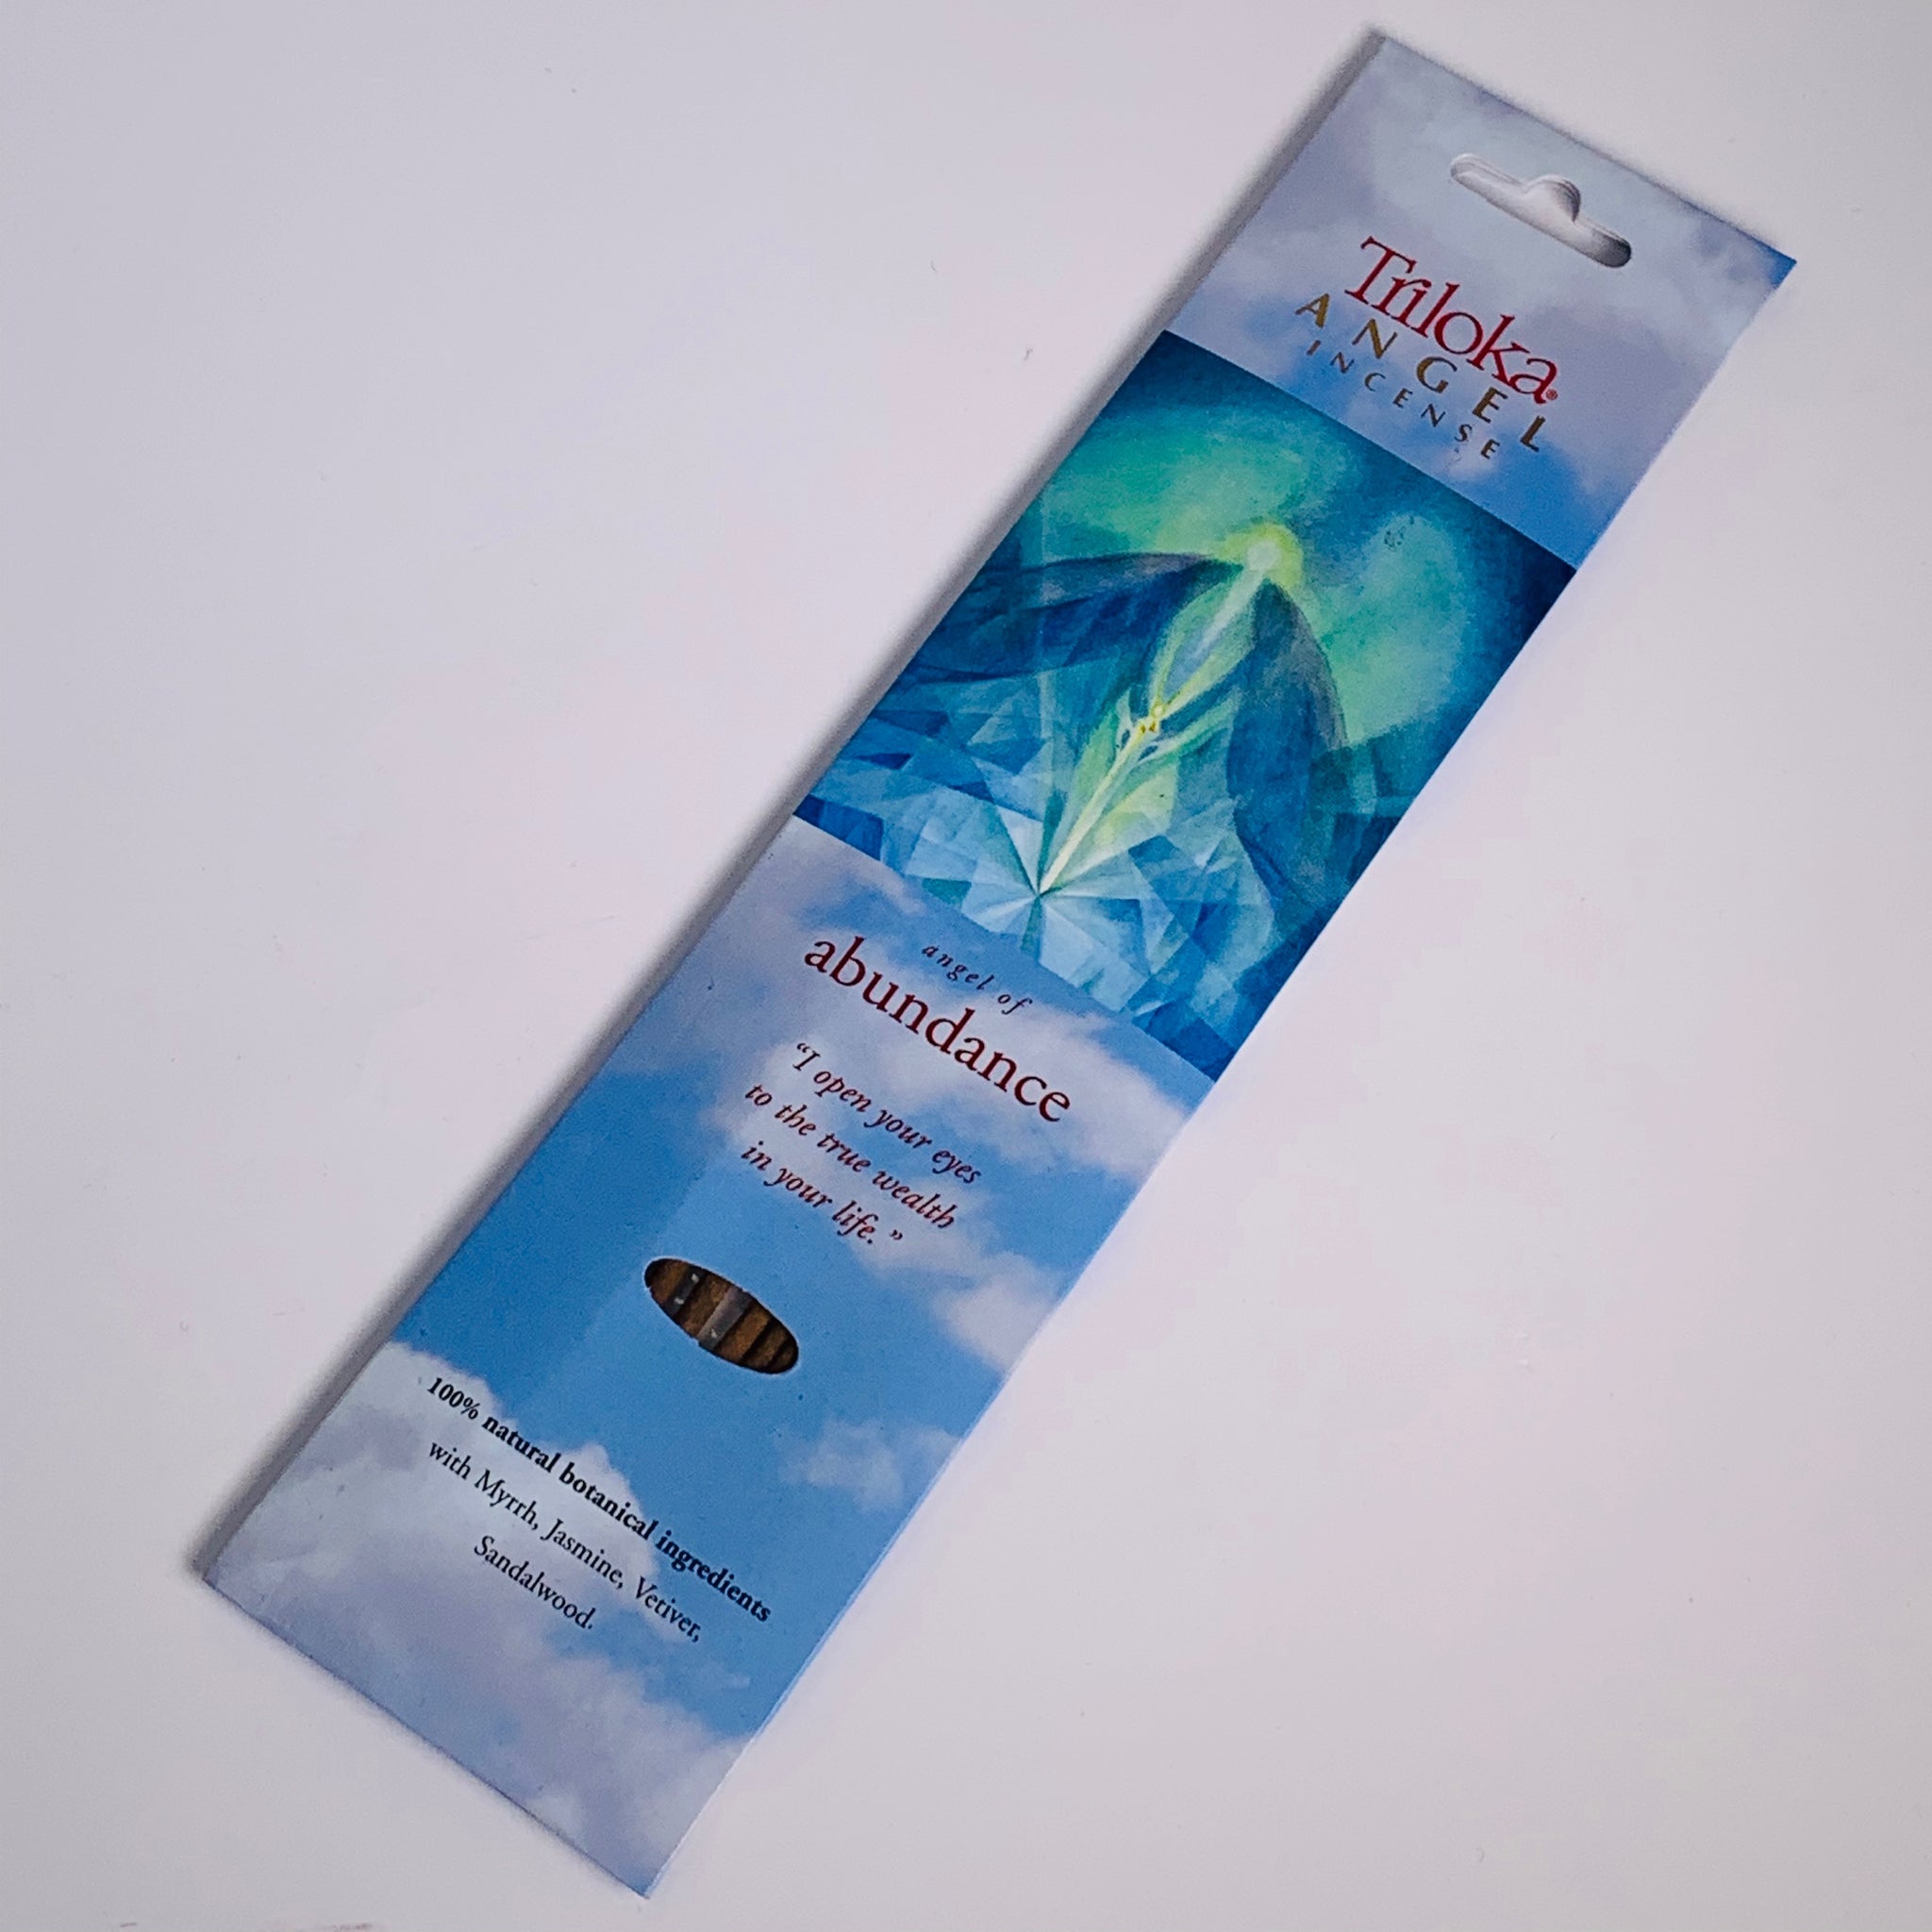 Triloka®
ANGEL
INCENSE
angel of
abundance
“I open your eyes
to the true wealth
in your life.”
100% natural botanical ingredients
with Myrrh, Jasmine, Vetiver,
Sandalwood.